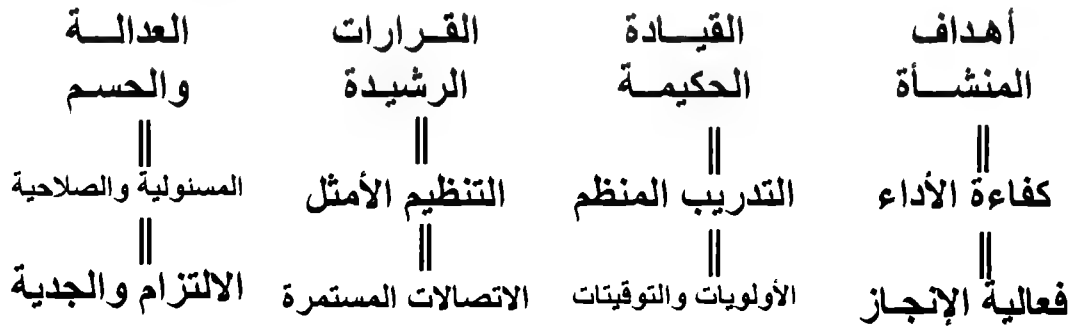 أهداف القيادة القرارات العدالة
المنشأة الحكيمة الرشيدة والحسم
كفاءة الأداء التدريب المنظم التنظيم الأمثل المسئولية والصلاحية
فعالية الإنجاز الأولويات والتوقيتات الاتصالات المستمرة الالتزام والجدية